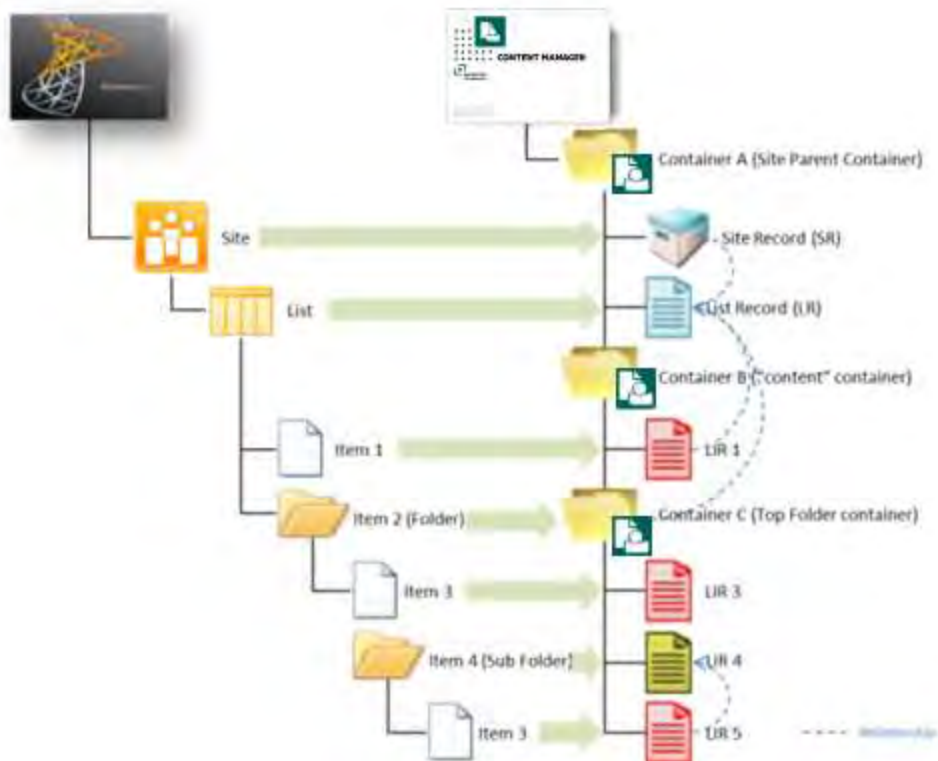 CONTENT MANAGER
Container A (Site Parent Container)
Site
Site Record (SR)
List
List Record (LR)
Container B ("content" container)
Item 1
LIR 1
Item 2 (Folder)
Container C (Top Folder container)
Item 3
LIR 3
Item 4 (Sub Folder)
LIR 4
Item 3
LIR 5
Relationship